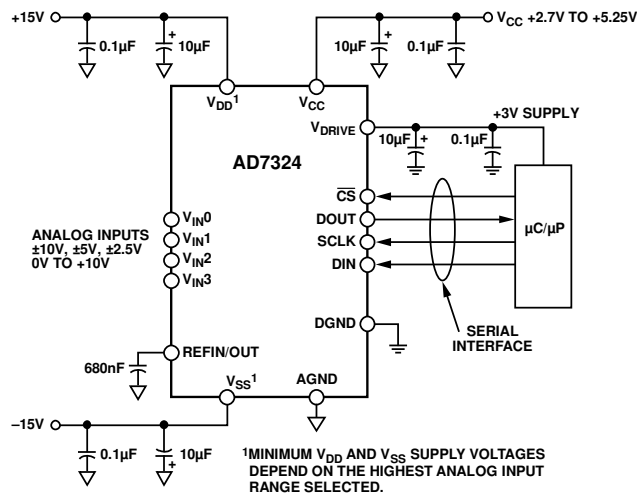 +15V
0.1µF
10µF
+
VDD1
10µF
+
0.1µF
VCC +2.7V TO +5.25V
VCC
VDRIVE
+3V SUPPLY
10µF
+
0.1µF
AD7324
CS
DOUT
SCLK
DIN
µC/µP
ANALOG INPUTS
±10V, ±5V, ±2.5V
0V TO +10V
VIN0
VIN1
VIN2
VIN3
DGND
SERIAL
INTERFACE
REFIN/OUT
680nF
VSS1
AGND
–15V
0.1µF
10µF
+
1MINIMUM VDD AND VSS SUPPLY VOLTAGES
DEPEND ON THE HIGHEST ANALOG INPUT
RANGE SELECTED.